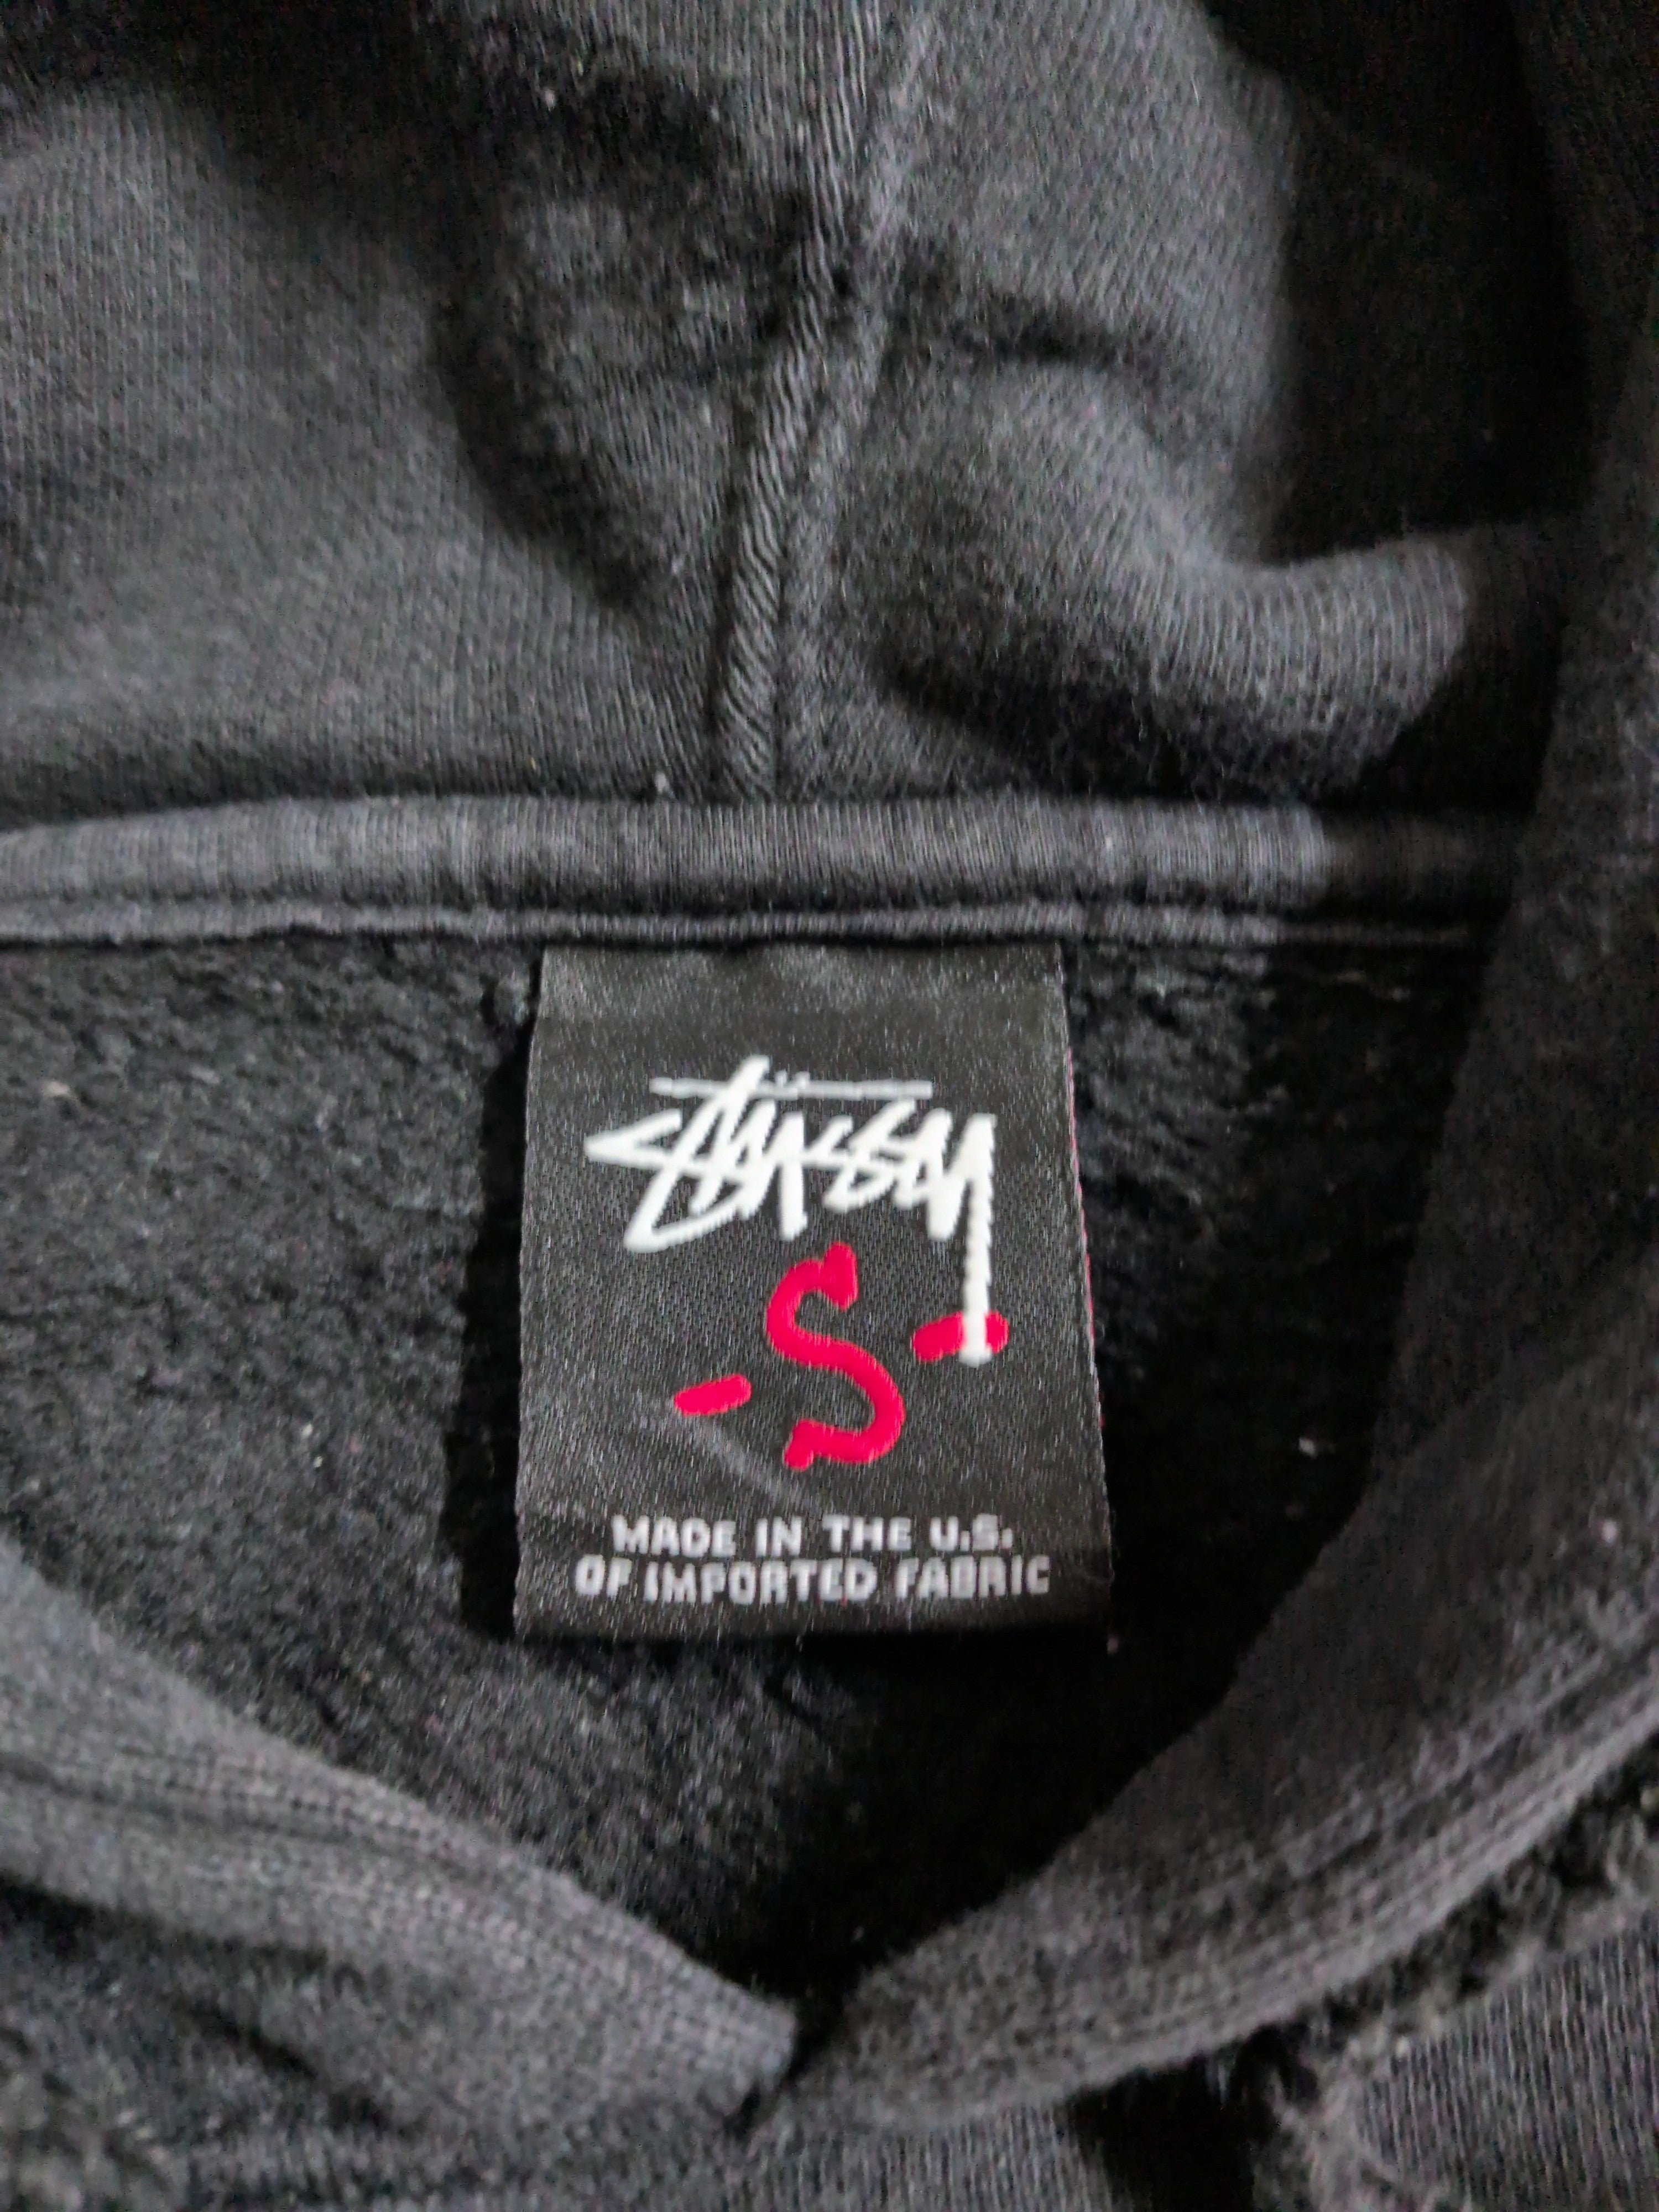 STÜSSY
-S-
MADE IN THE U.S.
OF IMPORTED FABRIC